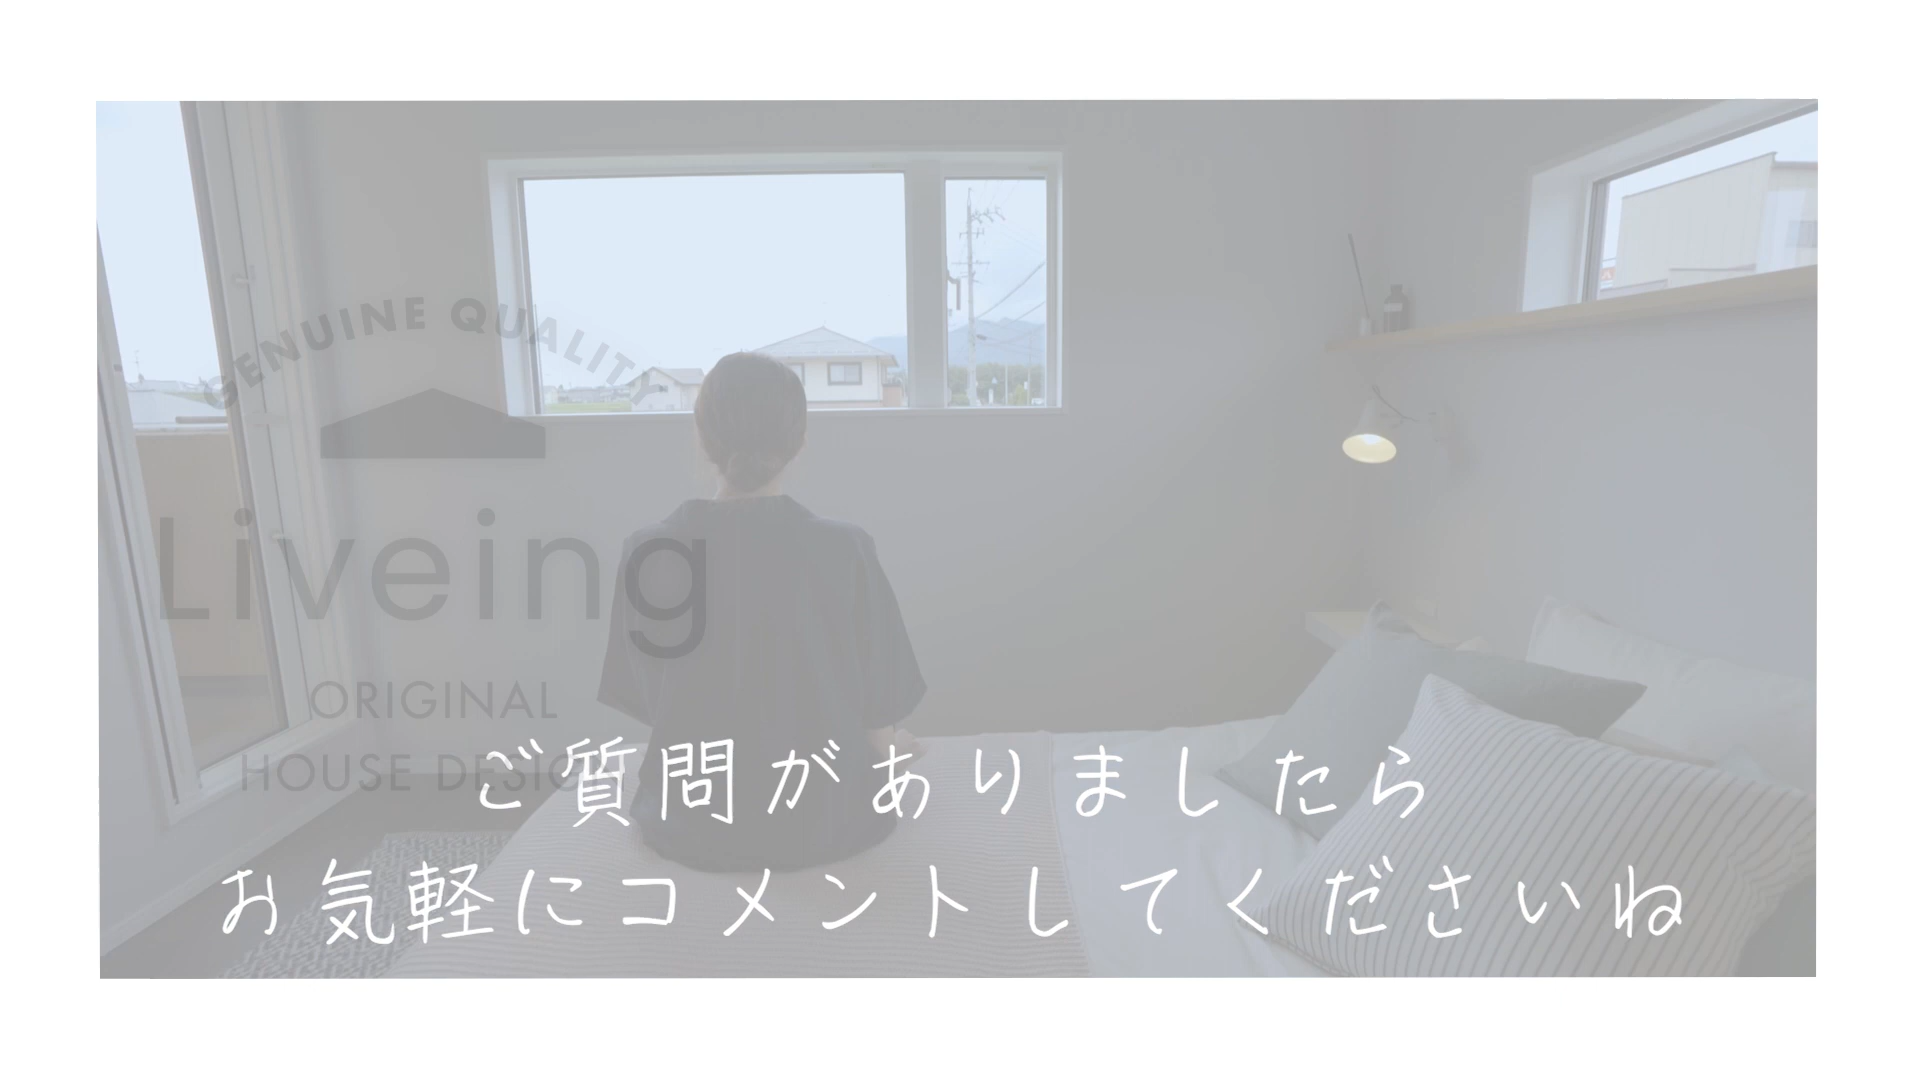 GENUINE QUALITY
Liveing
ORIGINAL
HOUSE DESIGN
ご質問がありましたら
お気軽にコメントしてくださいね